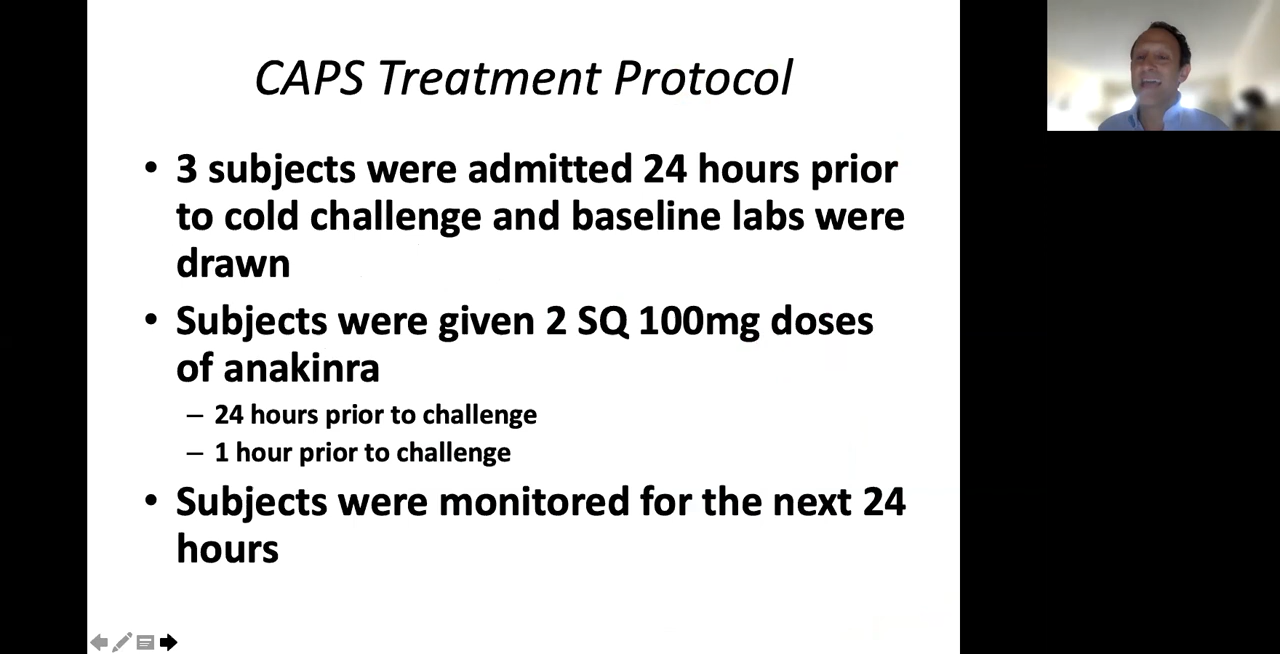 CAPS Treatment Protocol
• 3 subjects were admitted 24 hours prior
to cold challenge and baseline labs were
drawn
• Subjects were given 2 SQ 100mg doses
of anakinra
– 24 hours prior to challenge
– 1 hour prior to challenge
• Subjects were monitored for the next 24
hours